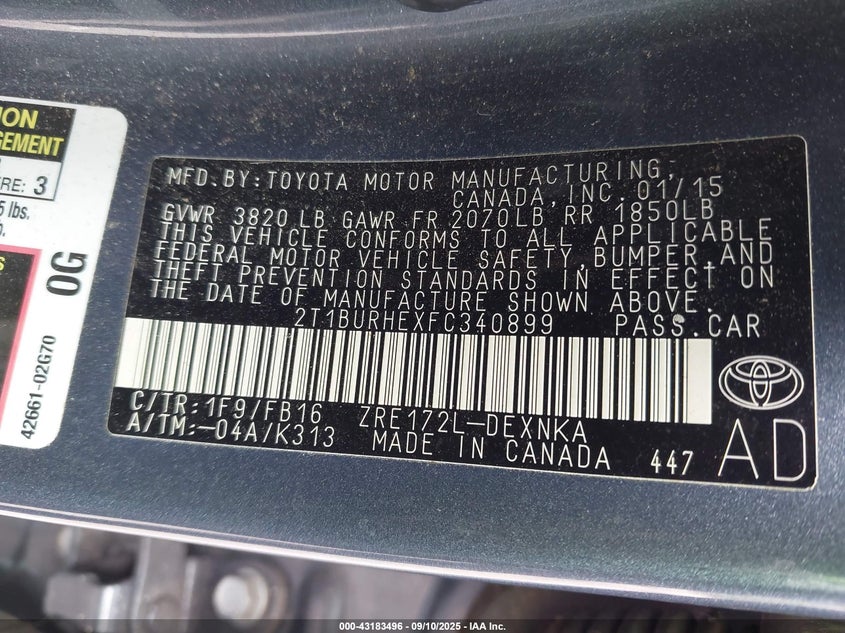 ION
GEMENT
RE: 3
5 lbs.
0G
42661-02G70
MFD.BY:TOYOTA MOTOR MANUFACTURING,
CANADA,INC.01/15
GVWR 3820 LB GAWR FR 2070LB RR 1850LB
THIS VEHICLE CONFORMS TO ALL APPLICABLE
FEDERAL MOTOR VEHICLE SAFETY,BUMPER,AND
THEFT PREVENTION STANDARDS IN EFFECT ON
THE DATE OF MANUFACTURE SHOWN ABOVE.
2T1BURHEXFC340899 PASS.CAR
C/TR:1F9/FB16 ZRE172L-DEXNKA
A/TM:-04A/K313 MADE IN CANADA 447 AD
000-43183496 - 09/10/2025 - IAA Inc.